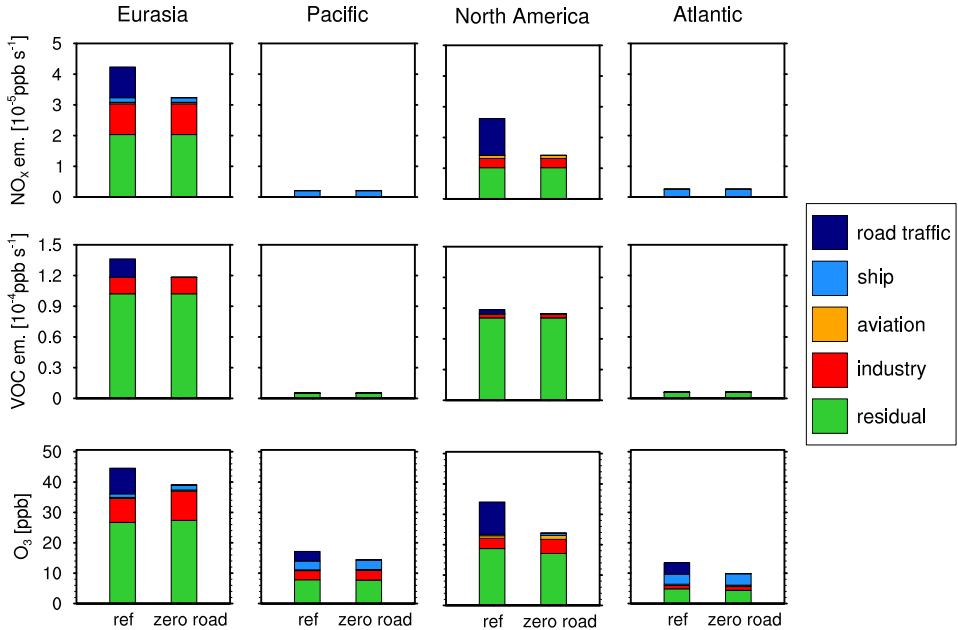 Eurasia Pacific North America Atlantic
NOx em. [10-5ppb s-1]
5
4
3
2
1
0
VOC em. [10-4ppb s-1]
1.5
1.2
0.9
0.6
0.3
0
O3 [ppb]
50
40
30
20
10
0
ref zero road ref zero road ref zero road ref zero road
road traffic
ship
aviation
industry
residual